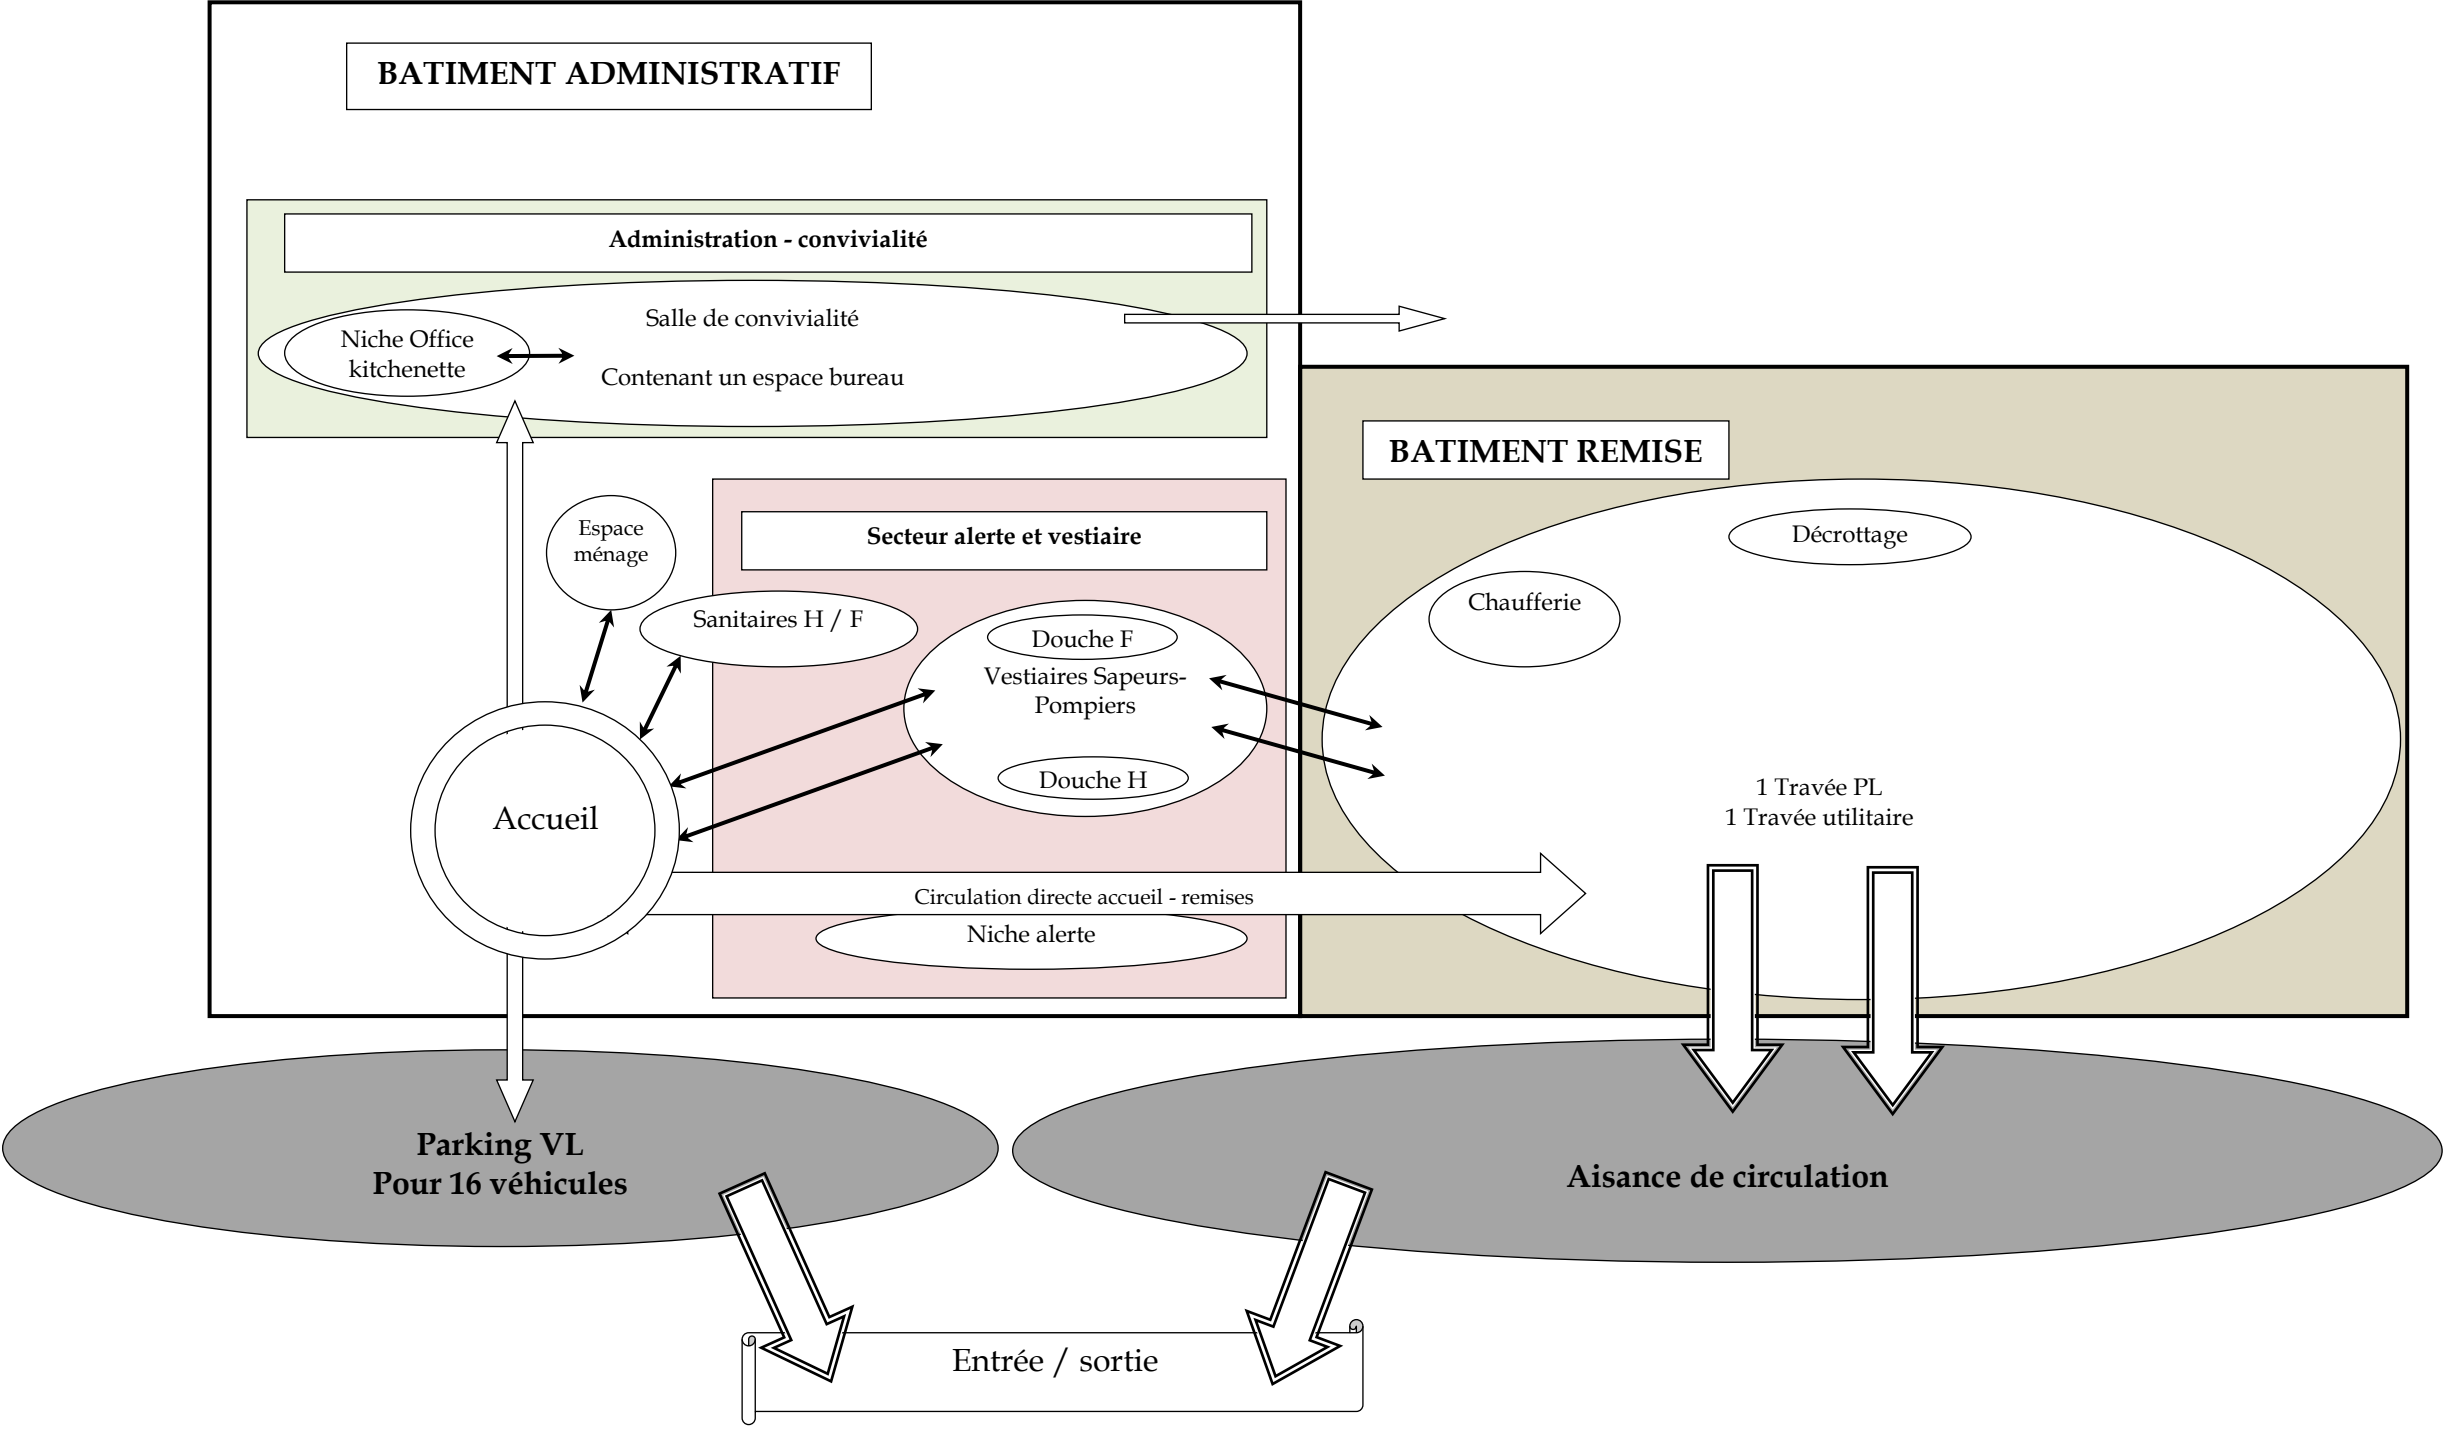 BATIMENT ADMINISTRATIF
Administration - convivialité
Salle de convivialité
Niche Office
kitchenette
Contenant un espace bureau
BATIMENT REMISE
Espace
ménage
Secteur alerte et vestiaire
Décrottage
Chaufferie
Sanitaires H / F
Douche F
Vestiaires Sapeurs-
Pompiers
Douche H
1 Travée PL
1 Travée utilitaire
Accueil
Circulation directe accueil - remises
Niche alerte
Parking VL
Pour 16 véhicules
Aisance de circulation
Entrée / sortie